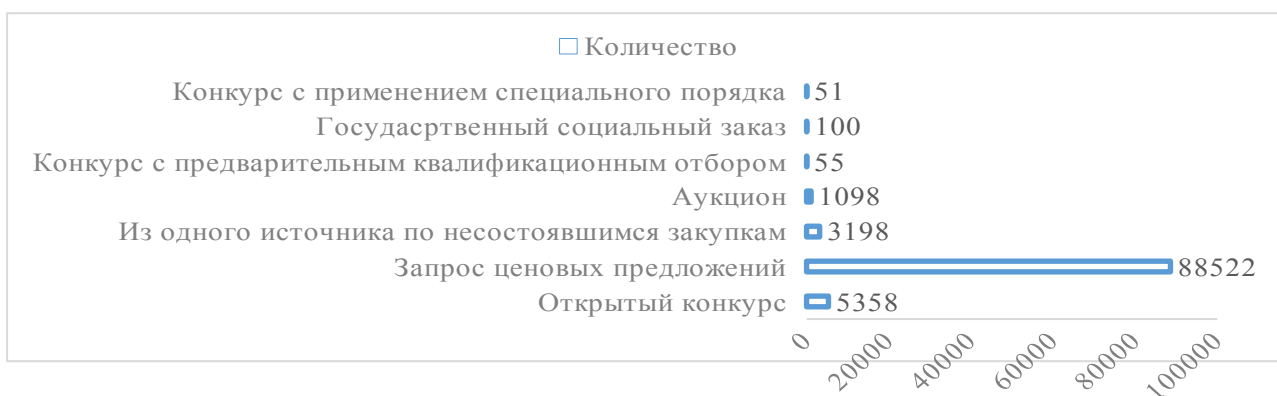 Количество
Конкурс с применением специального порядка 51
Госудасртвенный социальный заказ 100
Конкурс с предварительным квалификационным отбором 55
Аукцион 1098
Из одного источника по несостоявшимся закупкам 3198
Запрос ценовых предложений 88522
Открытый конкурс 5358
0 20000 40000 60000 80000 100000